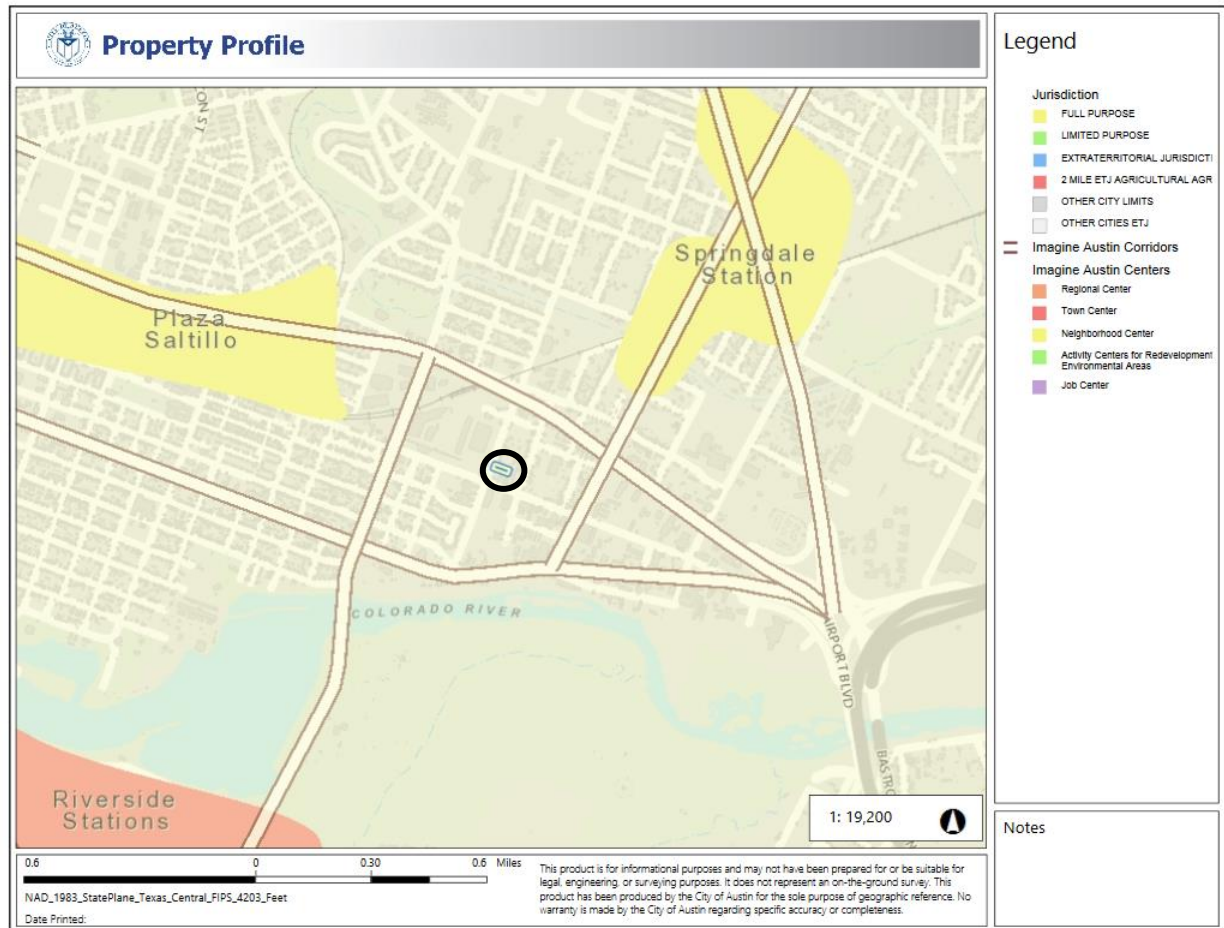 Property Profile
ON ST
Springdale
Station
Plaza
Saltillo
COLORADO RIVER
AIRPORT BLVD
BASTRO
Riverside
Stations
1: 19,200
0.6 0 0.30 0.6 Miles
NAD_1983_StatePlane_Texas_Central_FIPS_4203_Feet
Date Printed:
This product is for informational purposes and may not have been prepared for or be suitable for
legal, engineering, or surveying purposes. It does not represent an on-the-ground survey. This
product has been produced by the City of Austin for the sole purpose of geographic reference. No
warranty is made by the City of Austin regarding specific accuracy or completeness.
Legend
Jurisdiction
FULL PURPOSE
LIMITED PURPOSE
EXTRATERRITORIAL JURISDICTI
2 MILE ETJ AGRICULTURAL AGR
OTHER CITY LIMITS
OTHER CITIES ETJ
Imagine Austin Corridors
Imagine Austin Centers
Regional Center
Town Center
Neighborhood Center
Activity Centers for Redevelopment
Environmental Areas
Job Center
Notes